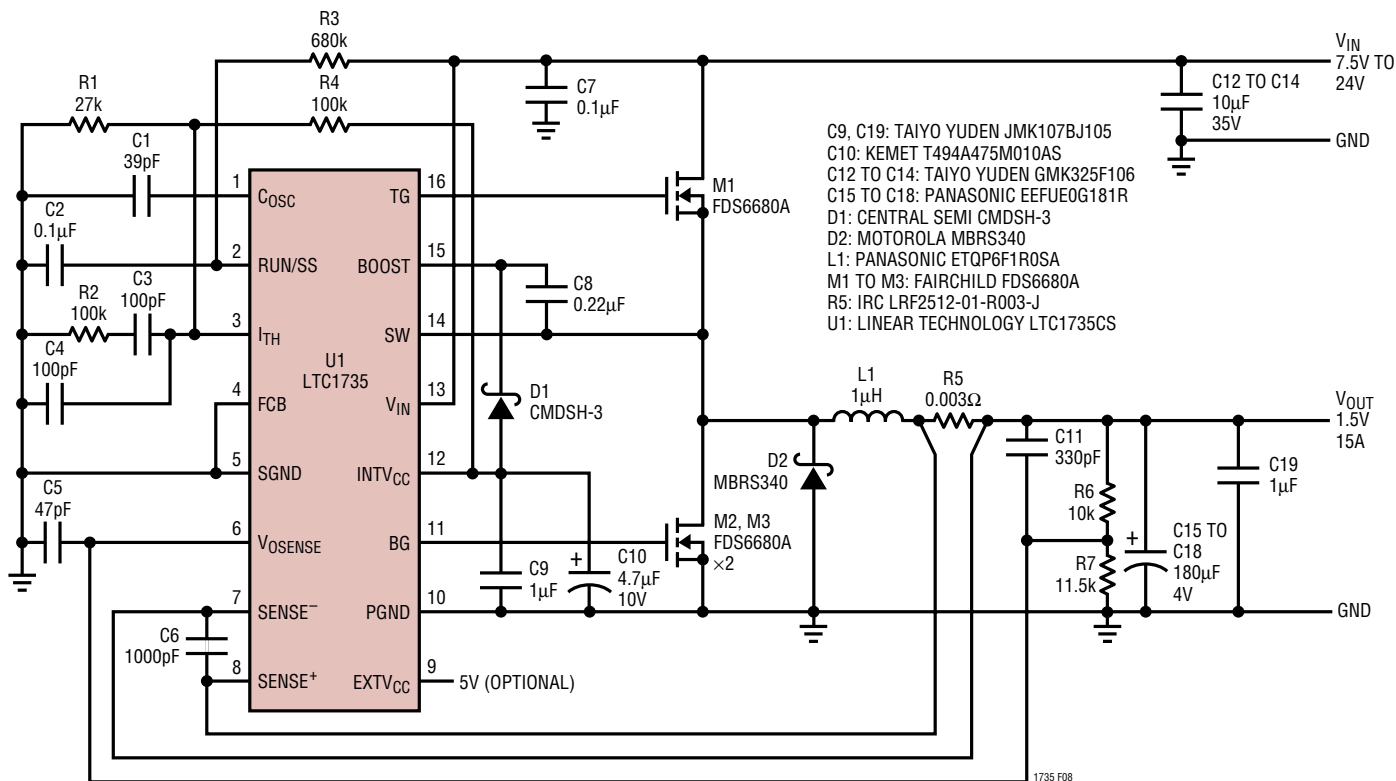 R3
680k
R1
27k
R4
100k
C1
39pF
C2
0.1µF
R2
100k
C3
100pF
C4
100pF
C5
47pF
C6
1000pF
1
COSC
2
RUN/SS
3
ITH
4
FCB
5
SGND
6
VOSENSE
7
SENSE–
8
SENSE+
U1
LTC1735
TG
16
BOOST
15
SW
14
VIN
13
INTVCC
12
BG
11
PGND
10
EXTVCC
9
5V (OPTIONAL)
C7
0.1µF
M1
FDS6680A
C8
0.22µF
D1
CMDSH-3
C9
1µF
C10
4.7µF
10V
+
M2, M3
FDS6680A
×2
D2
MBRS340
L1
1µH
R5
0.003Ω
C11
330pF
R6
10k
R7
11.5k
+
C15 TO
C18
180µF
4V
C19
1µF
C12 TO C14
10µF
35V
VIN
7.5V TO
24V
GND
VOUT
1.5V
15A
GND
C9, C19: TAIYO YUDEN JMK107BJ105
C10: KEMET T494A475M010AS
C12 TO C14: TAIYO YUDEN GMK325F106
C15 TO C18: PANASONIC EEFUE0G181R
D1: CENTRAL SEMI CMDSH-3
D2: MOTOROLA MBRS340
L1: PANASONIC ETQP6F1R0SA
M1 TO M3: FAIRCHILD FDS6680A
R5: IRC LRF2512-01-R003-J
U1: LINEAR TECHNOLOGY LTC1735CS
1735 F08